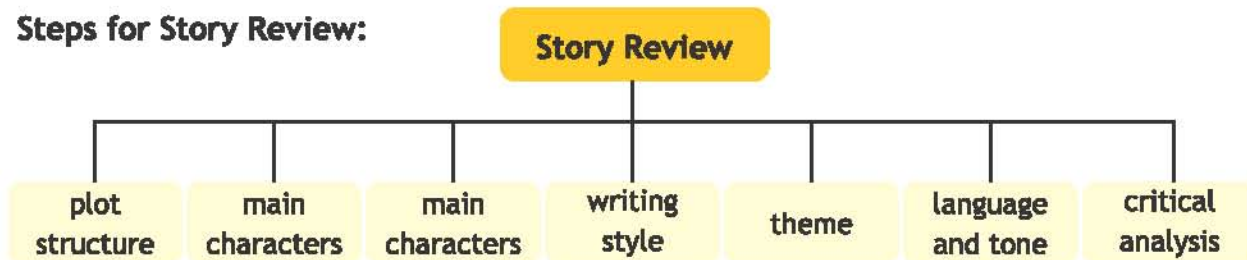 Steps for Story Review:
Story Review
plot structure
main characters
main characters
writing style
theme
language and tone
critical analysis